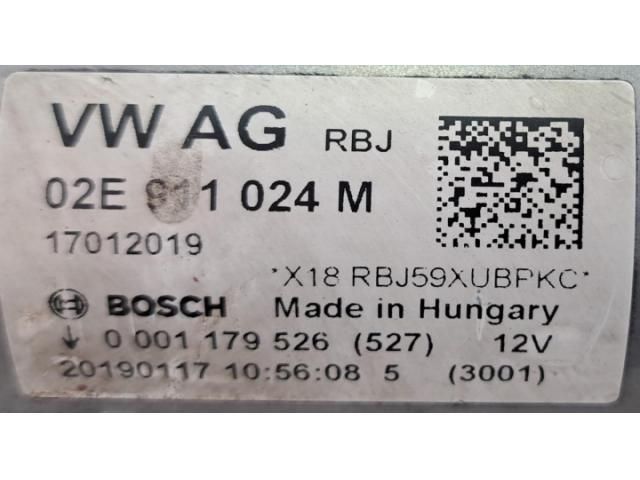 VW AG RBJ
02E 911 024 M
17012019
*X18 RBJ59XUBPKC*
BOSCH Made in Hungary
0 001 179 526 (527) 12V
20190117 10:56:08 5 (3001)